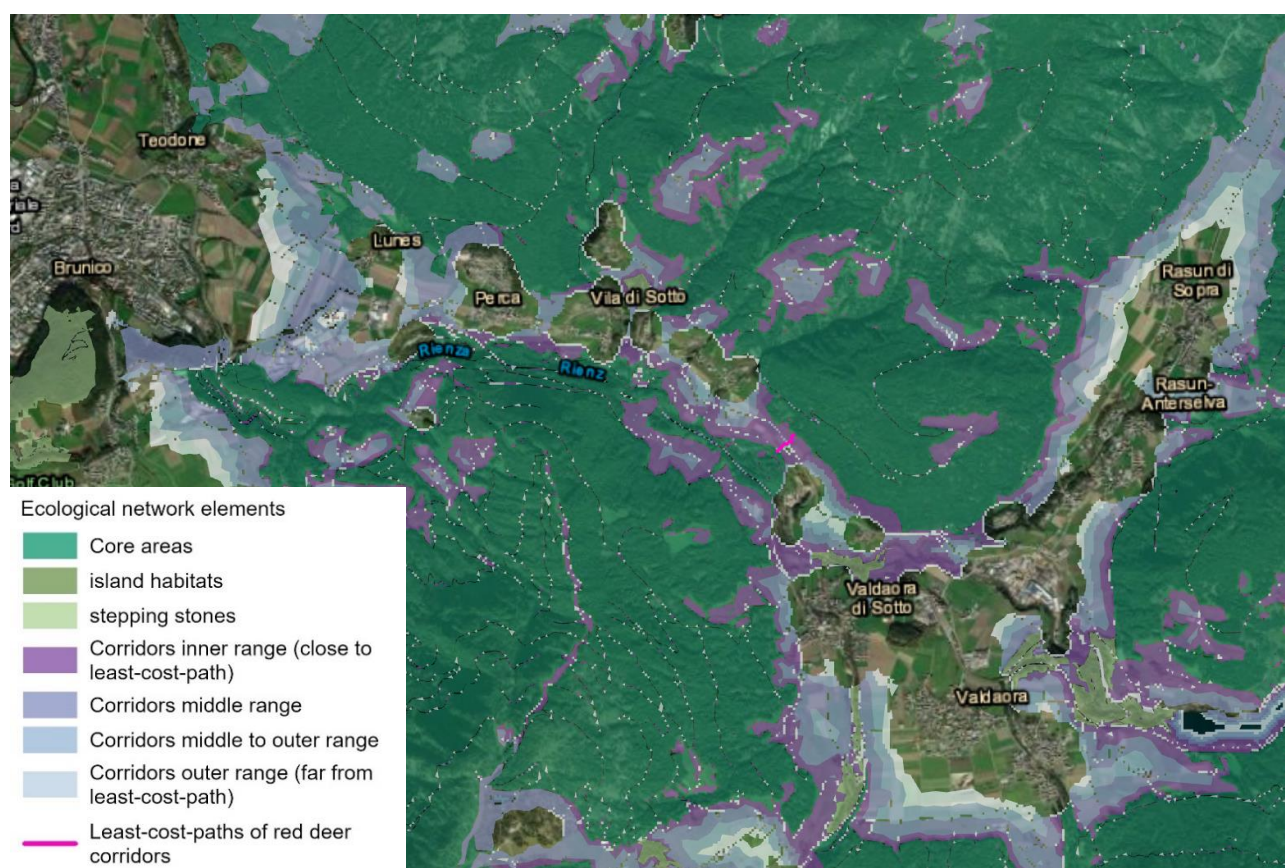 Teodone
Brunico
Lunes
Perca
Vila di Sotto
Rienza
Rienz
Rasun di
Sopra
Rasun-
Anterselva
Valdaora
di Sotto
Valdaora
Golf Club
Ecological network elements
Core areas
island habitats
stepping stones
Corridors inner range (close to
least-cost-path)
Corridors middle range
Corridors middle to outer range
Corridors outer range (far from
least-cost-path)
Least-cost-paths of red deer
corridors